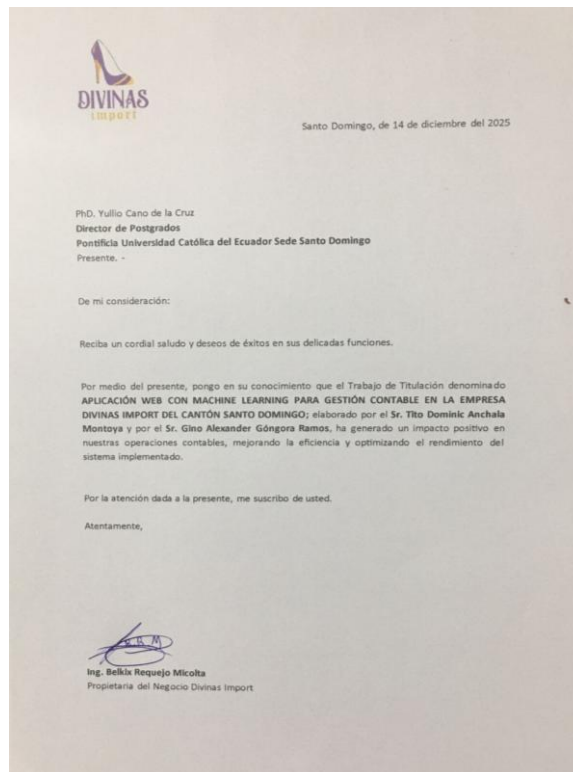 DIVINAS
import
Santo Domingo, de 14 de diciembre del 2025
PhD. Yullio Cano de la Cruz
Director de Postgrados
Pontificia Universidad Católica del Ecuador Sede Santo Domingo
Presente. -
De mi consideración:
Reciba un cordial saludo y deseos de éxitos en sus delicadas funciones.
Por medio del presente, pongo en su conocimiento que el Trabajo de Titulación denominado
APLICACIÓN WEB CON MACHINE LEARNING PARA GESTIÓN CONTABLE EN LA EMPRESA
DIVINAS IMPORT DEL CANTÓN SANTO DOMINGO; elaborado por el Sr. Tito Dominic Anchala
Montoya y por el Sr. Gino Alexander Góngora Ramos, ha generado un impacto positivo en
nuestras operaciones contables, mejorando la eficiencia y optimizando el rendimiento del
sistema implementado.
Por la atención dada a la presente, me suscribo de usted.
Atentamente,
Ing. Belkix Requejo Micolta
Propietaria del Negocio Divinas Import